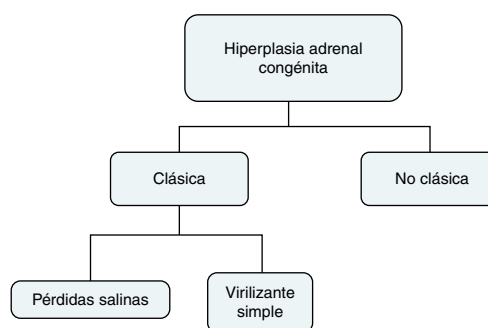 Hiperplasia adrenal
congénita
Clásica
No clásica
Pérdidas salinas
Virilizante
simple